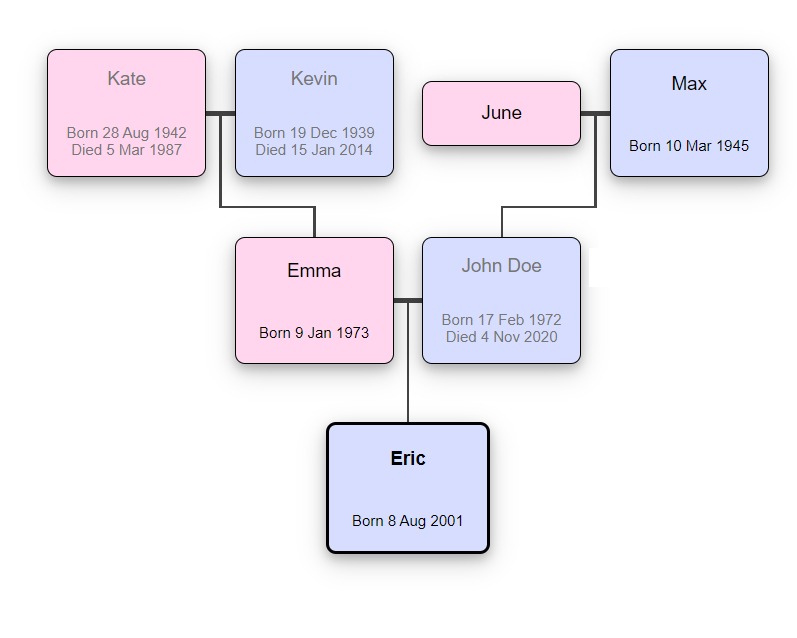 Kate
Born 28 Aug 1942
Died 5 Mar 1987
Kevin
Born 19 Dec 1939
Died 15 Jan 2014
June
Max
Born 10 Mar 1945
Emma
Born 9 Jan 1973
John Doe
Born 17 Feb 1972
Died 4 Nov 2020
Eric
Born 8 Aug 2001